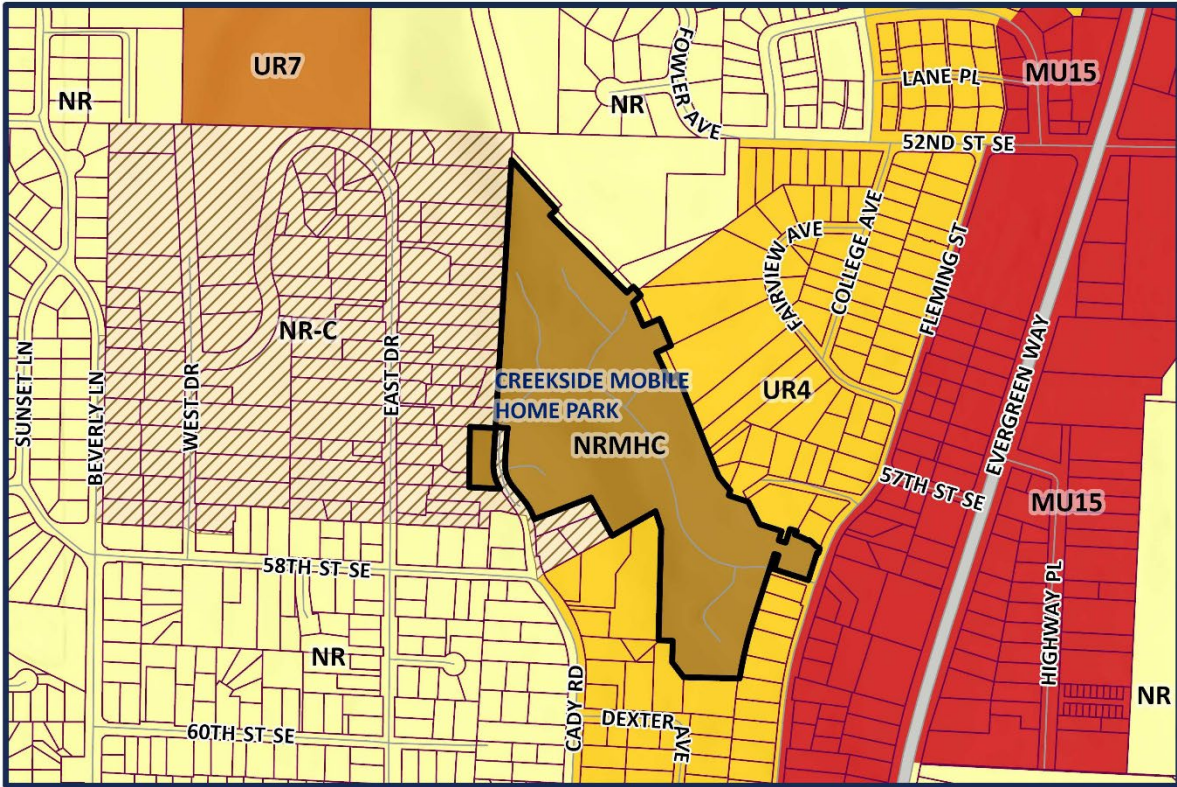 UR7
NR
FOWLER AVE
NR
LANE PL
MU15
52ND ST SE
NR-C
FAIRVIEW AVE
COLLEGE AVE
FLEMING ST
SUNSET LN
BEVERLY LN
WEST DR
EAST DR
CREEKSIDE MOBILE
HOME PARK
NRMHC
UR4
EVERGREEN WAY
57TH ST SE
MU15
58TH ST SE
HIGHWAY PL
NR
NR
CADY RD
DEXTER AVE
60TH ST SE